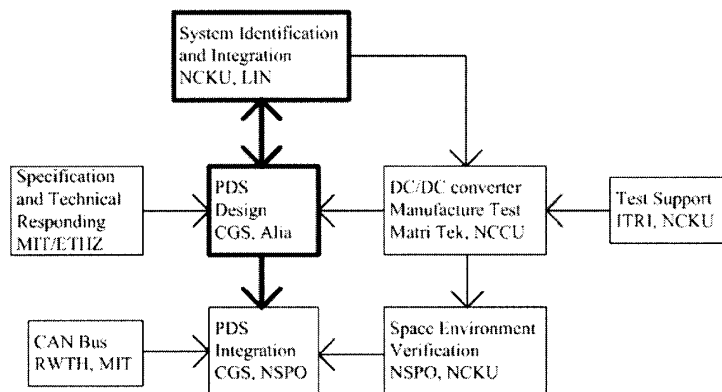 System Identification
and Integration
NCKU, LIN
Specification
and Technical
Responding
MIT/ETHZ
PDS
Design
CGS, Alia
DC/DC converter
Manufacture Test
Matri Tek, NCCU
Test Support
ITRI, NCKU
CAN Bus
RWTH, MIT
PDS
Integration
CGS, NSPO
Space Environment
Verification
NSPO, NCKU